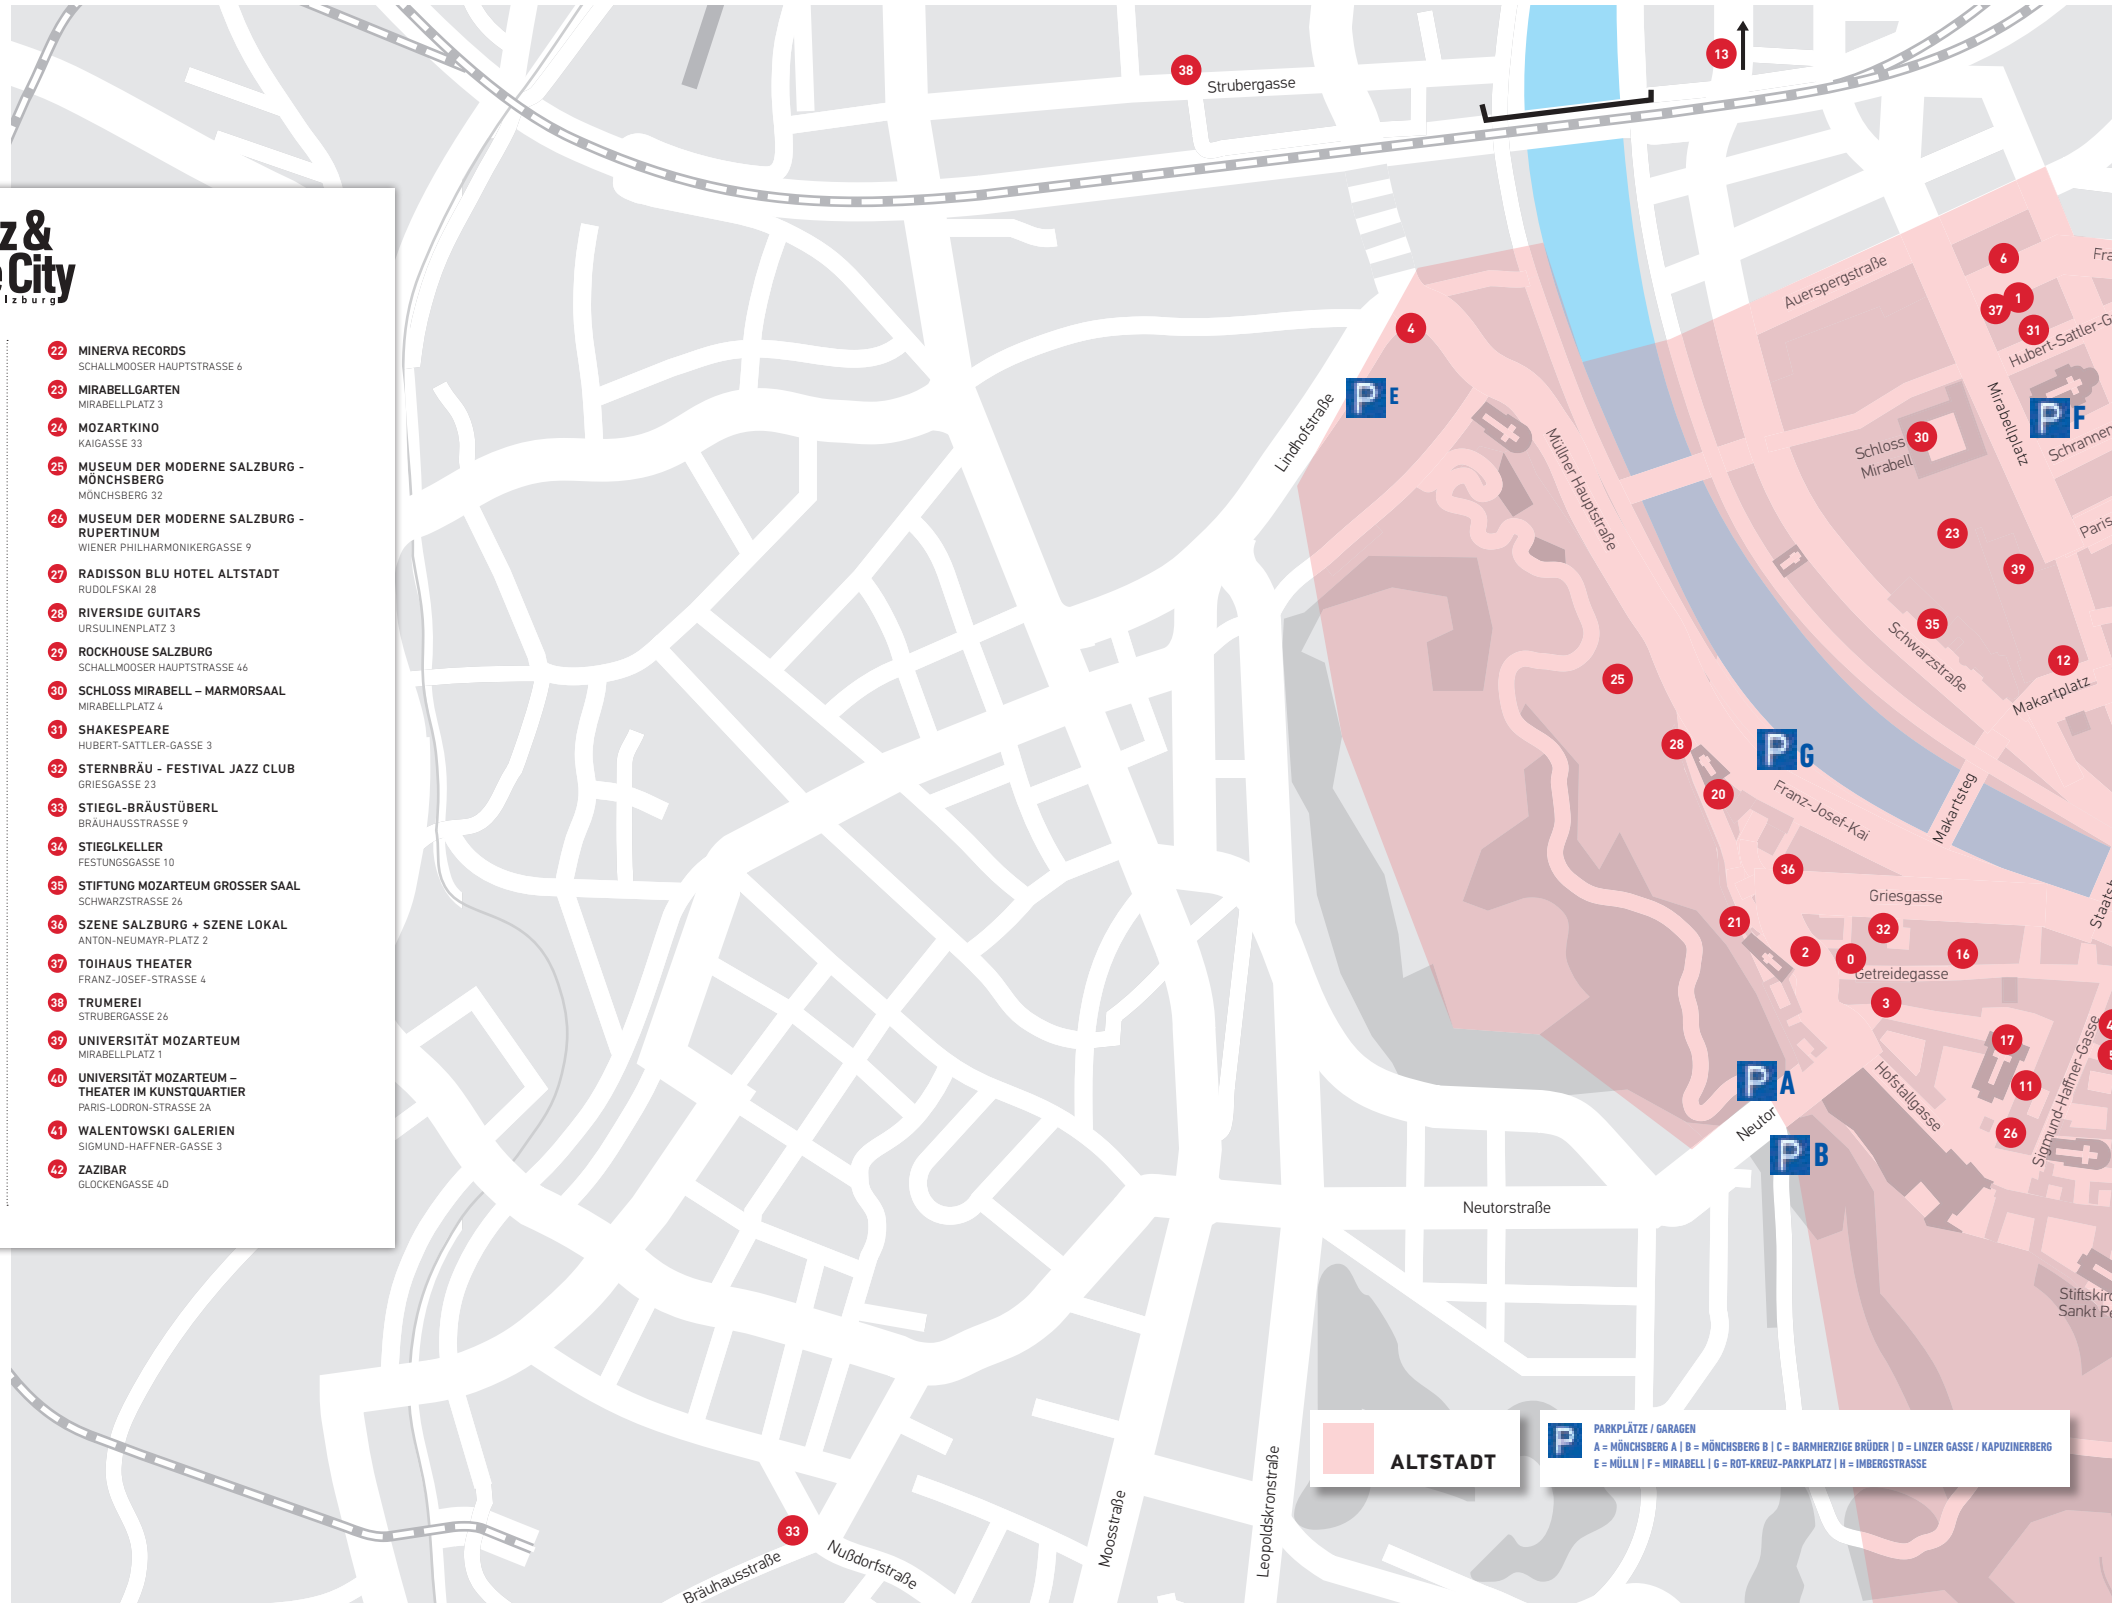 z &
City
lzburg
22 MINERVA RECORDS
SCHALLMOOSER HAUPTSTRASSE 6
23 MIRABELLGARTEN
MIRABELLPLATZ 3
24 MOZARTKINO
KAIGASSE 33
25 MUSEUM DER MODERNE SALZBURG -
MÖNCHSBERG
MÖNCHSBERG 32
26 MUSEUM DER MODERNE SALZBURG -
RUPERTINUM
WIENER PHILHARMONIKERGASSE 9
27 RADISSON BLU HOTEL ALTSTADT
RUDOLFSKAI 28
28 RIVERSIDE GUITARS
URSULINENPLATZ 3
29 ROCKHOUSE SALZBURG
SCHALLMOOSER HAUPTSTRASSE 46
30 SCHLOSS MIRABELL – MARMORSAAL
MIRABELLPLATZ 4
31 SHAKESPEARE
HUBERT-SATTLER-GASSE 3
32 STERNBRÄU - FESTIVAL JAZZ CLUB
GRIESGASSE 23
33 STIEGL-BRÄUSTÜBERL
BRÄUHAUSSTRASSE 9
34 STIEGLKELLER
FESTUNGSGASSE 10
35 STIFTUNG MOZARTEUM GROSSER SAAL
SCHWARZSTRASSE 26
36 SZENE SALZBURG + SZENE LOKAL
ANTON-NEUMAYR-PLATZ 2
37 TOIHAUS THEATER
FRANZ-JOSEF-STRASSE 4
38 TRUMEREI
STRUBERGASSE 26
39 UNIVERSITÄT MOZARTEUM
MIRABELLPLATZ 1
40 UNIVERSITÄT MOZARTEUM –
THEATER IM KUNSTQUARTIER
PARIS-LODRON-STRASSE 2A
41 WALENTOWSKI GALERIEN
SIGMUND-HAFFNER-GASSE 3
42 ZAZIBAR
GLOCKENGASSE 4D
38
Strubergasse
13
6
Fra
Auerspergstraße
1
37
31
Hubert-Sattler-G
4
P E
Lindhofstraße
Mirabellplatz
P F
Schrannen
Schloss
Mirabell
30
Müllner Hauptstraße
Paris
23
39
35
Schwarzstraße
12
Makartplatz
25
28
P G
20
Franz-Josef-Kai
Makartsteg
36
Griesgasse
Staatsb
21
32
2
0
16
Getreidegasse
3
4
5
17
11
26
Sigmund-Haffner-Gasse
Hofstallgasse
P A
Neutor
P B
Neutorstraße
Stiftskirc
Sankt Pe
33
Bräuhausstraße
Nußdorfstraße
Moosstraße
Leopoldskronstraße
ALTSTADT
P PARKPLÄTZE / GARAGEN
A = MÖNCHSBERG A | B = MÖNCHSBERG B | C = BARMHERZIGE BRÜDER | D = LINZER GASSE / KAPUZINERBERG
E = MÜLLN | F = MIRABELL | G = ROT-KREUZ-PARKPLATZ | H = IMBERGSTRASSE